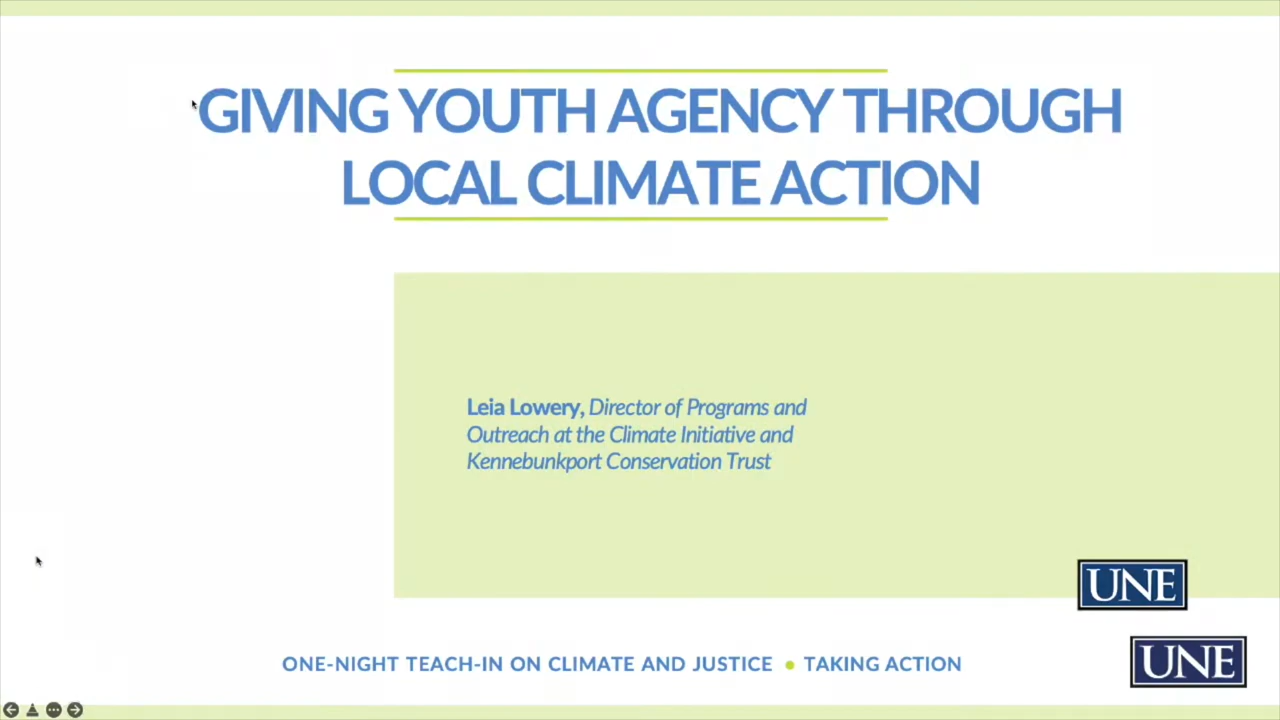 GIVING YOUTH AGENCY THROUGH
LOCAL CLIMATE ACTION
Leia Lowery, Director of Programs and
Outreach at the Climate Initiative and
Kennebunkport Conservation Trust
UNE
ONE-NIGHT TEACH-IN ON CLIMATE AND JUSTICE • TAKING ACTION
UNE